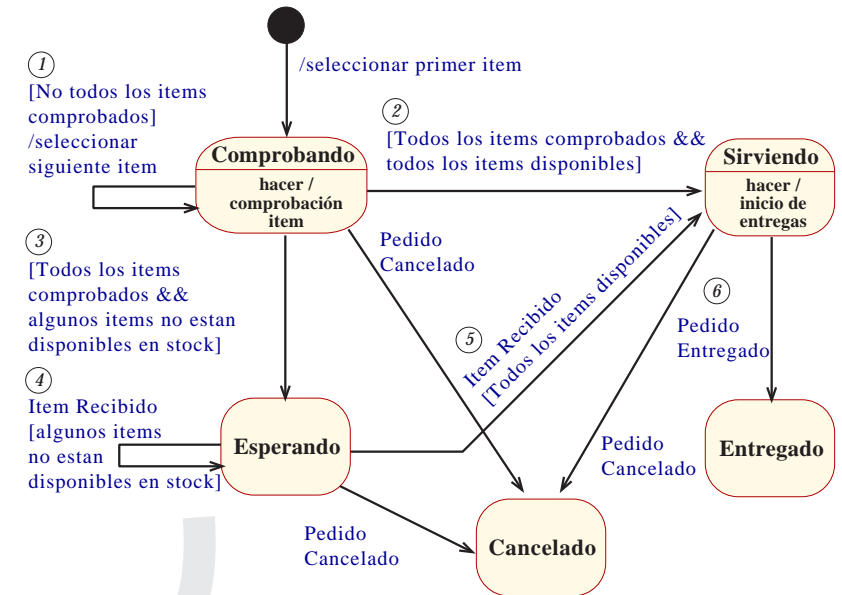 /seleccionar primer item
1
[No todos los items
comprobados]
/seleccionar
siguiente item
2
[Todos los items comprobados &&
todos los items disponibles]
Comprobando
hacer /
comprobación
item
Sirviendo
hacer /
inicio de
entregas
3
[Todos los items
comprobados &&
algunos items no estan
disponibles en stock]
Pedido
Cancelado
5
Item Recibido
[Todos los items disponibles]
6
Pedido
Entregado
4
Item Recibido
[algunos items
no estan
disponibles en stock]
Esperando
Pedido
Cancelado
Entregado
Pedido
Cancelado
Cancelado